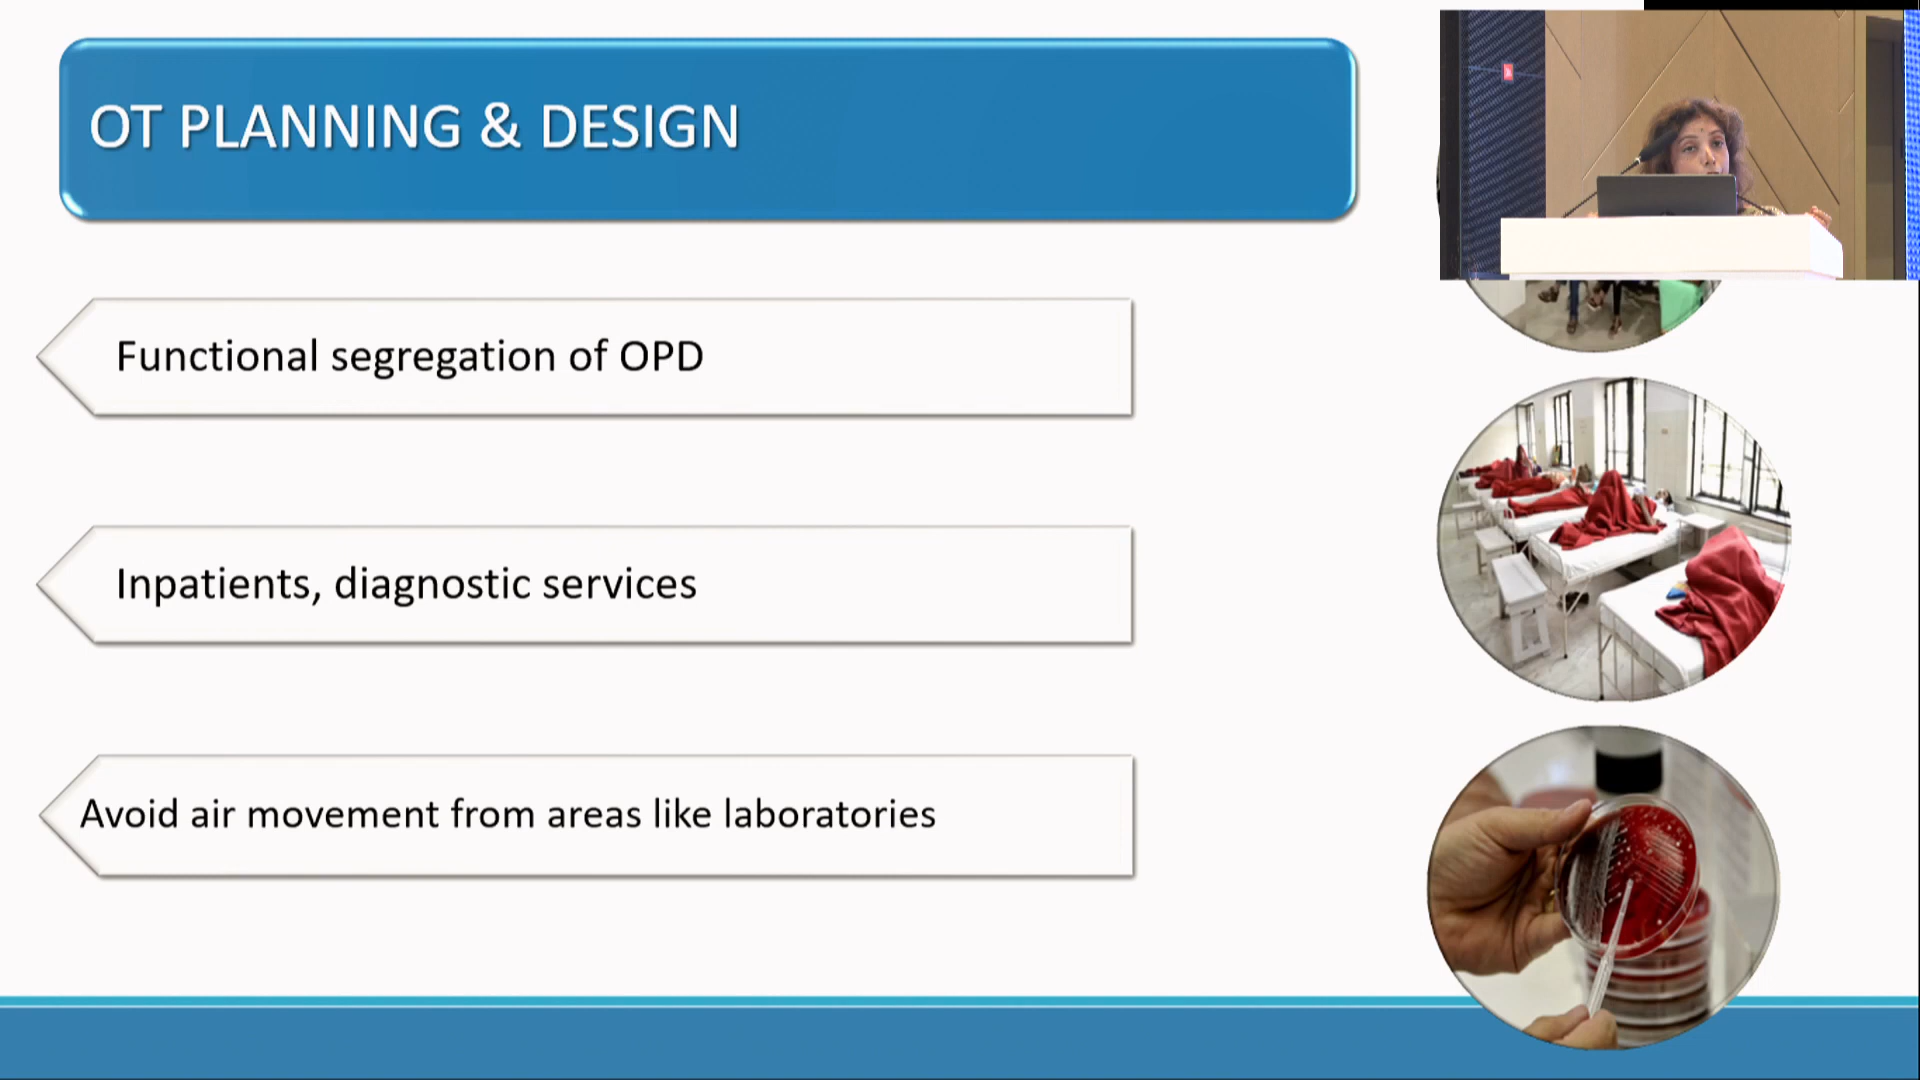 OT PLANNING & DESIGN
Functional segregation of OPD
Inpatients, diagnostic services
Avoid air movement from areas like laboratories